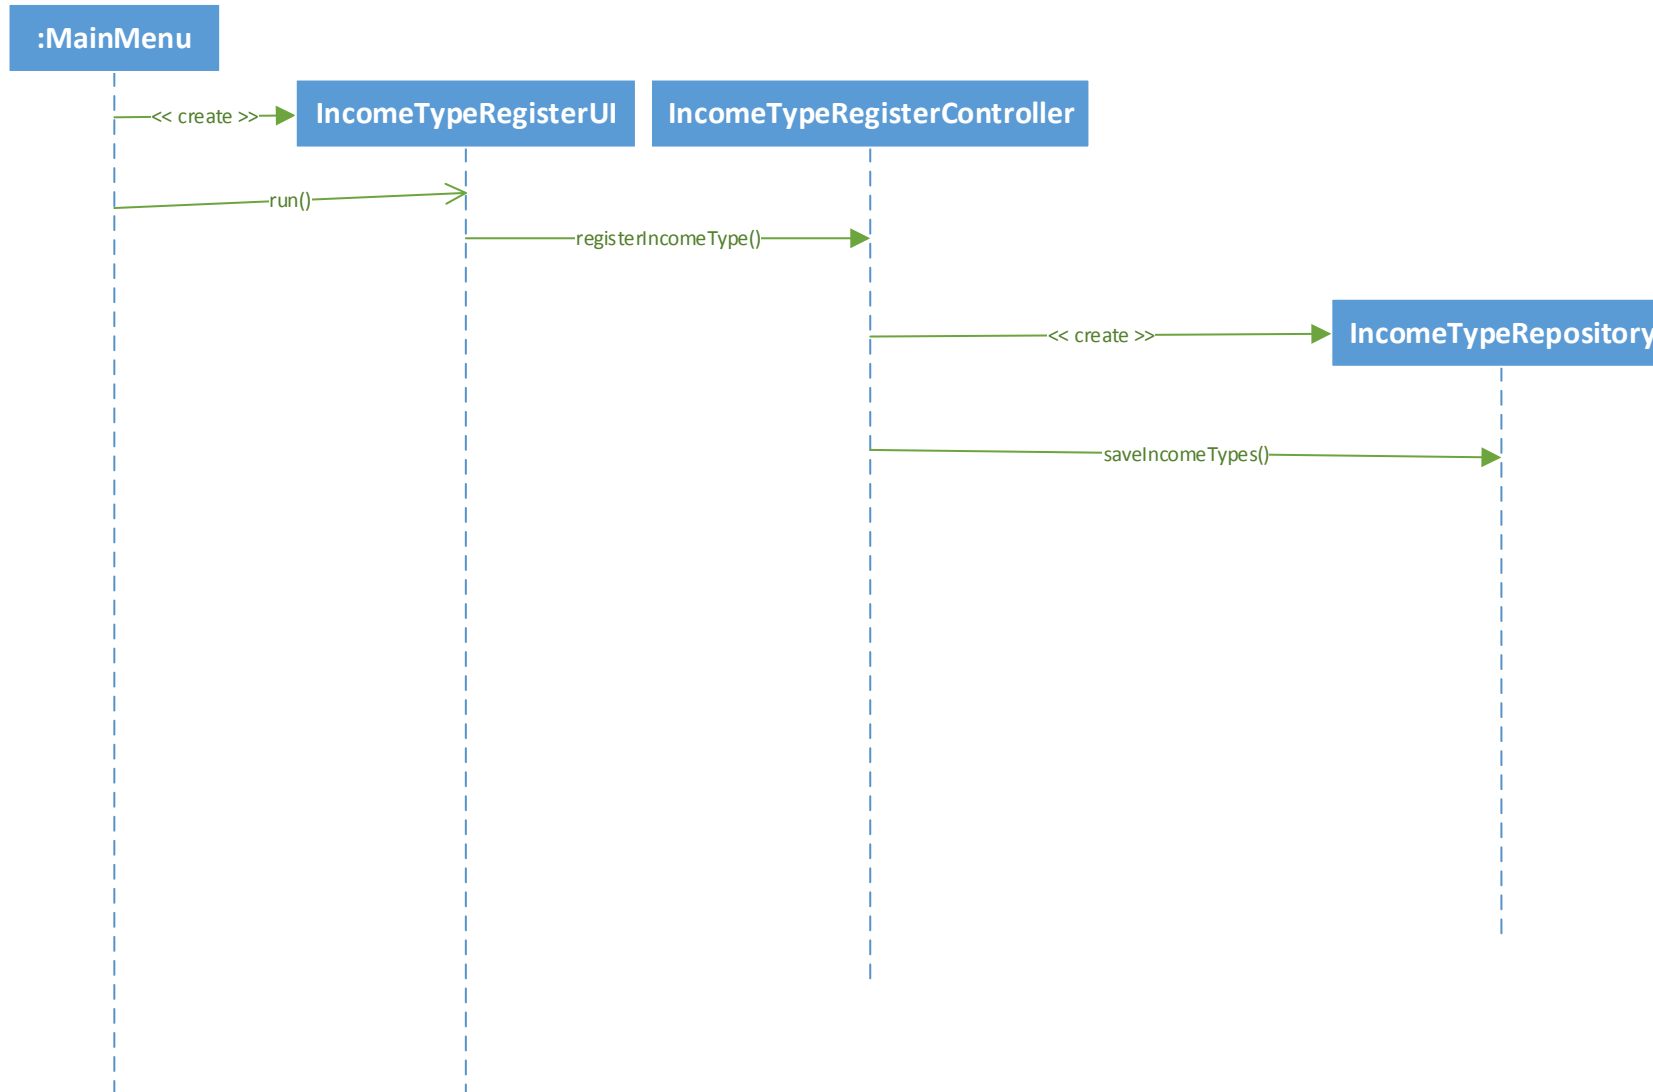 :MainMenu
<< create >>
IncomeTypeRegisterUI
IncomeTypeRegisterController
run()
registerIncomeType()
<< create >>
IncomeTypeRepository
saveIncomeTypes()